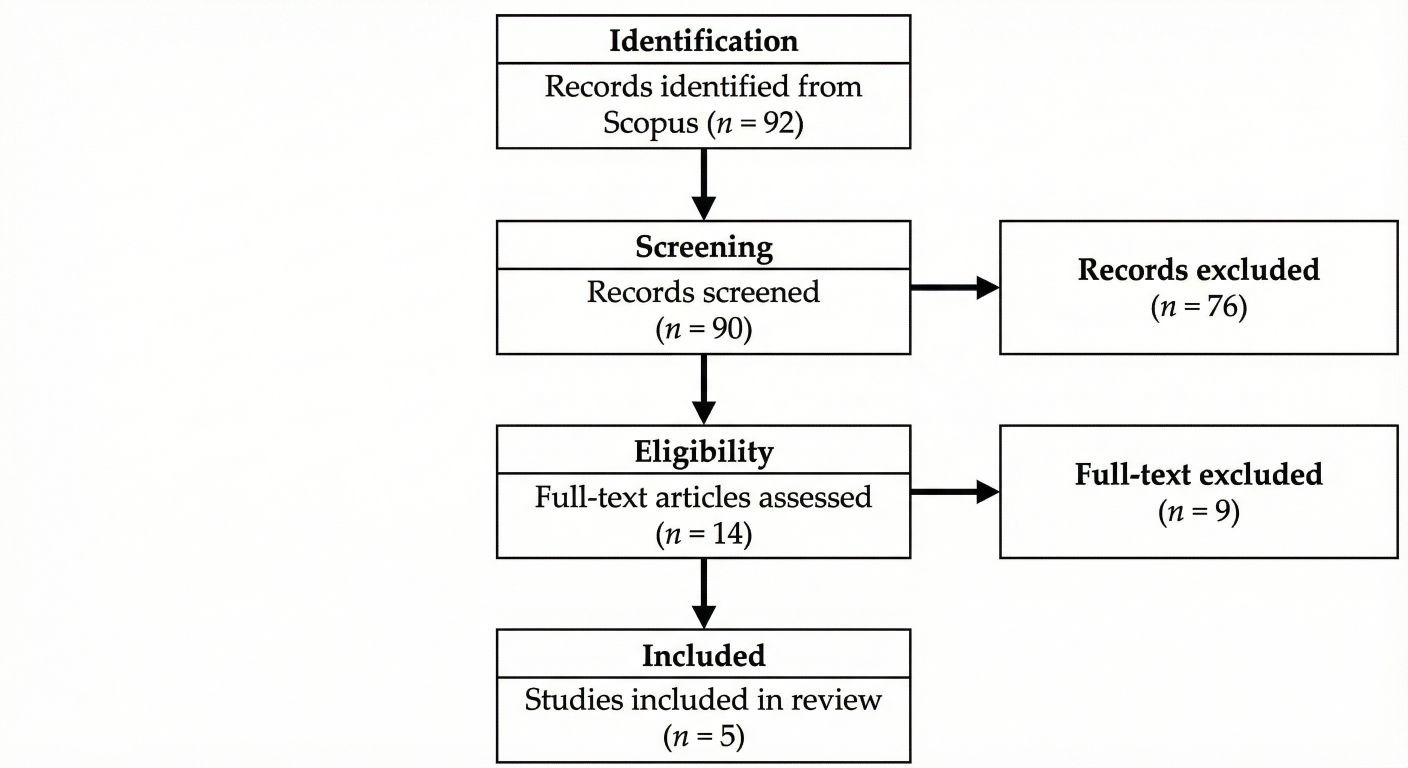 Identification
Records identified from
Scopus (n = 92)
Screening
Records screened
(n = 90)
Records excluded
(n = 76)
Eligibility
Full-text articles assessed
(n = 14)
Full-text excluded
(n = 9)
Included
Studies included in review
(n = 5)